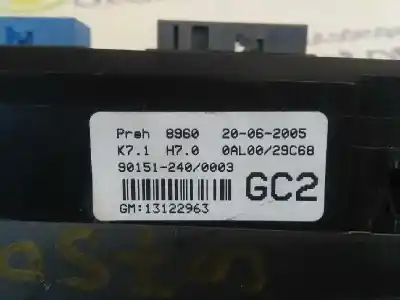 Preh 8960 20-06-2005
K7.1 H7.0 0AL00/29C68
90151-240/0003
GC2
GM:13122963